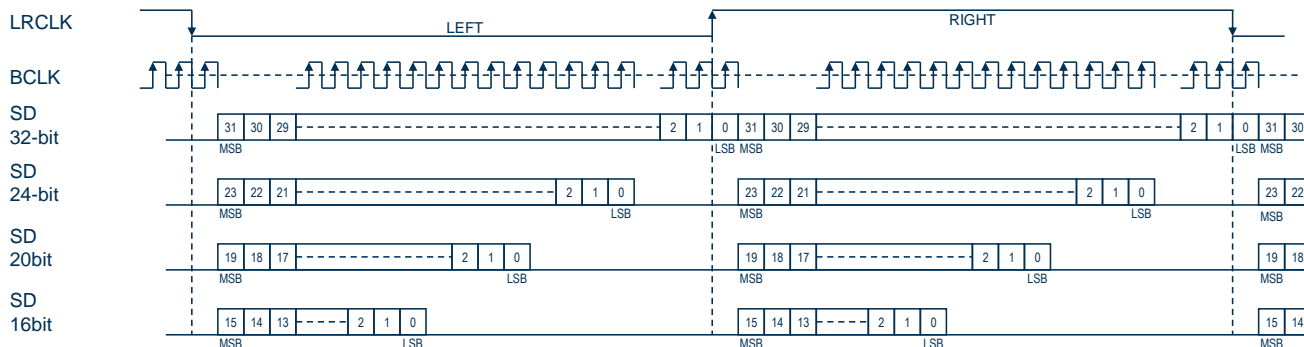 LRCLK LEFT RIGHT
BCLK
SD
32-bit 31 30 29 2 1 0 31 30 29 2 1 0 31 30
MSB LSB MSB LSB MSB
SD
24-bit 23 22 21 2 1 0 23 22 21 2 1 0 23 22
MSB LSB MSB LSB MSB
SD
20bit 19 18 17 2 1 0 19 18 17 2 1 0 19 18
MSB LSB MSB LSB MSB
SD
16bit 15 14 13 2 1 0 15 14 13 2 1 0 15 14
MSB LSB MSB LSB MSB